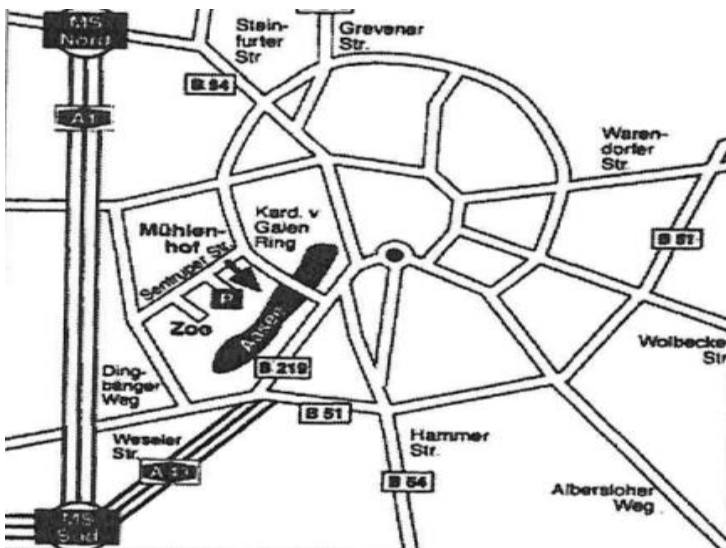 MS
Nord
Stein-
furter
Str
Grevener
Str.
B 54
A 1
Waren-
dorfer
Str.
Kard. v
Galen
Ring
Mühlen-
hof
Sentruper Str.
B 51
P
Zoo
Aasee
Wolbecker
Str
B 219
Ding-
bänger
Weg
B 51
Weseler
Str.
Hammer
Str.
A
B 54
Albersloher
Weg
MS
Süd